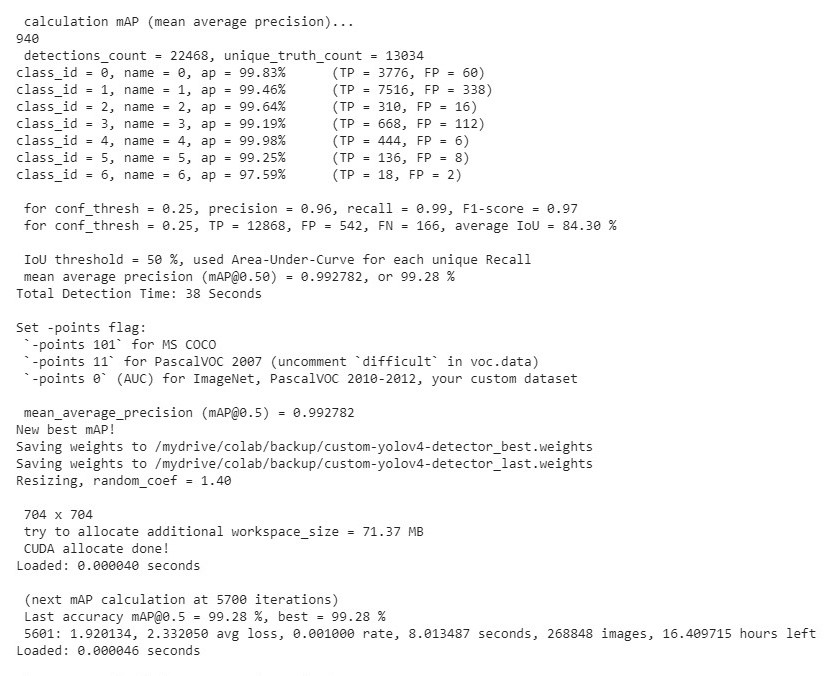 calculation mAP (mean average precision)...
940
detections_count = 22468, unique_truth_count = 13034
class_id = 0, name = 0, ap = 99.83% (TP = 3776, FP = 60)
class_id = 1, name = 1, ap = 99.46% (TP = 7516, FP = 338)
class_id = 2, name = 2, ap = 99.64% (TP = 310, FP = 16)
class_id = 3, name = 3, ap = 99.19% (TP = 668, FP = 112)
class_id = 4, name = 4, ap = 99.98% (TP = 444, FP = 6)
class_id = 5, name = 5, ap = 99.25% (TP = 136, FP = 8)
class_id = 6, name = 6, ap = 97.59% (TP = 18, FP = 2)
for conf_thresh = 0.25, precision = 0.96, recall = 0.99, F1-score = 0.97
for conf_thresh = 0.25, TP = 12868, FP = 542, FN = 166, average IoU = 84.30 %
IoU threshold = 50 %, used Area-Under-Curve for each unique Recall
mean average precision (mAP@0.50) = 0.992782, or 99.28 %
Total Detection Time: 38 Seconds
Set -points flag:
`-points 101` for MS COCO
`-points 11` for PascalVOC 2007 (uncomment `difficult` in voc.data)
`-points 0` (AUC) for ImageNet, PascalVOC 2010-2012, your custom dataset
mean_average_precision (mAP@0.5) = 0.992782
New best mAP!
Saving weights to /mydrive/colab/backup/custom-yolov4-detector_best.weights
Saving weights to /mydrive/colab/backup/custom-yolov4-detector_last.weights
Resizing, random_coef = 1.40
704 x 704
try to allocate additional workspace_size = 71.37 MB
CUDA allocate done!
Loaded: 0.000040 seconds
(next mAP calculation at 5700 iterations)
Last accuracy mAP@0.5 = 99.28 %, best = 99.28 %
5601: 1.920134, 2.332050 avg loss, 0.001000 rate, 8.013487 seconds, 268848 images, 16.409715 hours left
Loaded: 0.000046 seconds